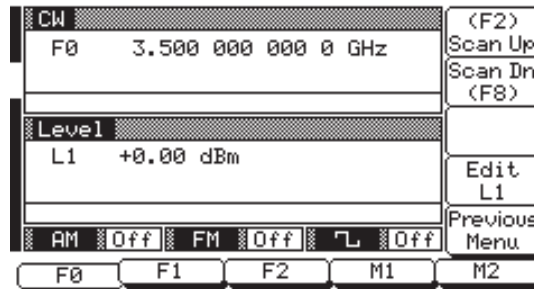 CW
F0 3.500 000 000 0 GHz
Level
L1 +0.00 dBm
AM Off FM Off Off
F0 F1 F2 M1 M2
(F2)
Scan Up
Scan Dn
(F8)
Edit
L1
Previous
Menu